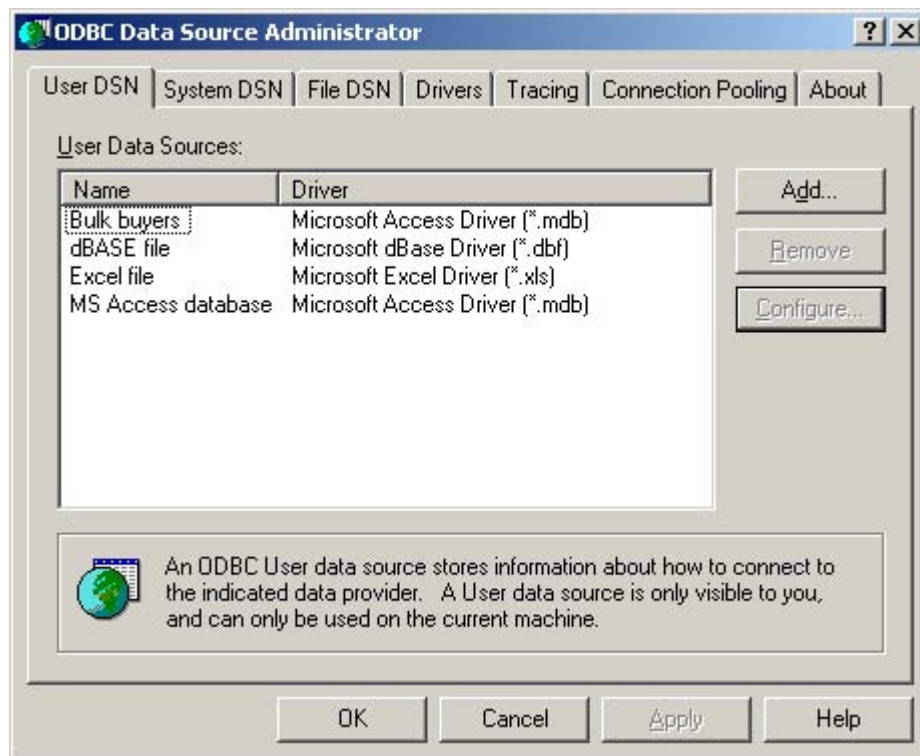 ODBC Data Source Administrator
User DSN System DSN File DSN Drivers Tracing Connection Pooling About
User Data Sources:
Name Driver
Bulk buyers Microsoft Access Driver (*.mdb)
dBASE file Microsoft dBase Driver (*.dbf)
Excel file Microsoft Excel Driver (*.xls)
MS Access database Microsoft Access Driver (*.mdb)
Add...
Remove
Configure...
An ODBC User data source stores information about how to connect to
the indicated data provider. A User data source is only visible to you,
and can only be used on the current machine.
OK Cancel Apply Help